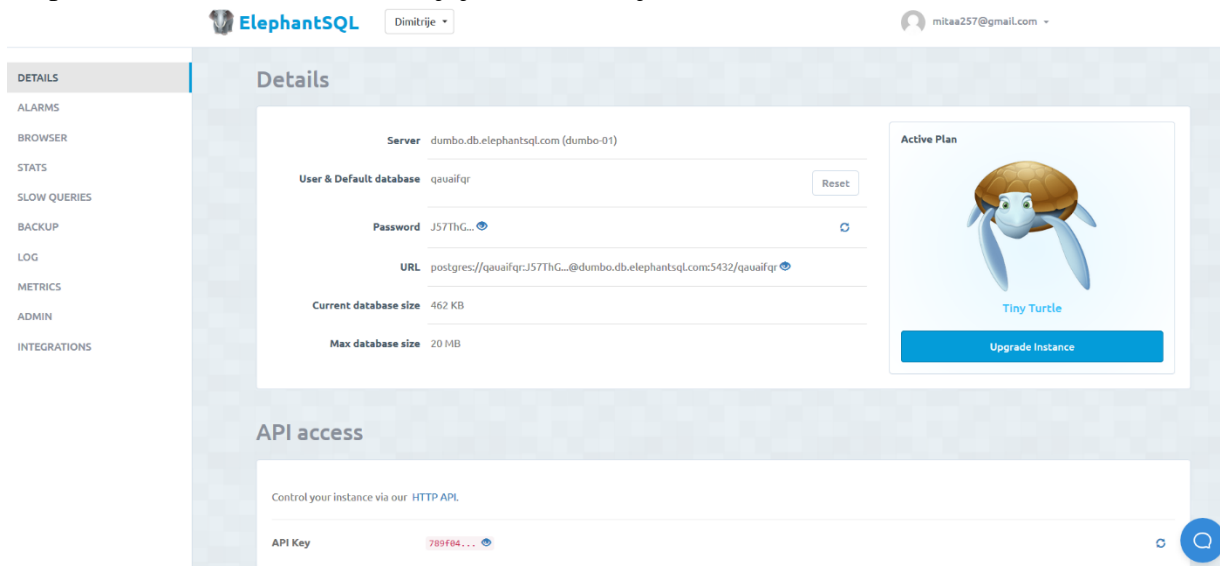 ElephantSQL
Dimitrije
mitaa257@gmail.com
DETAILS
ALARMS
BROWSER
STATS
SLOW QUERIES
BACKUP
LOG
METRICS
ADMIN
INTEGRATIONS
Details
Server dumbo.db.elephantsql.com (dumbo-01)
User & Default database qauaifqr
Reset
Password J57ThG...
URL postgres://qauaifqr:J57ThG...@dumbo.db.elephantsql.com:5432/qauaifqr
Current database size 462 KB
Max database size 20 MB
Active Plan
Tiny Turtle
Upgrade Instance
API access
Control your instance via our HTTP API.
API Key 789f04...